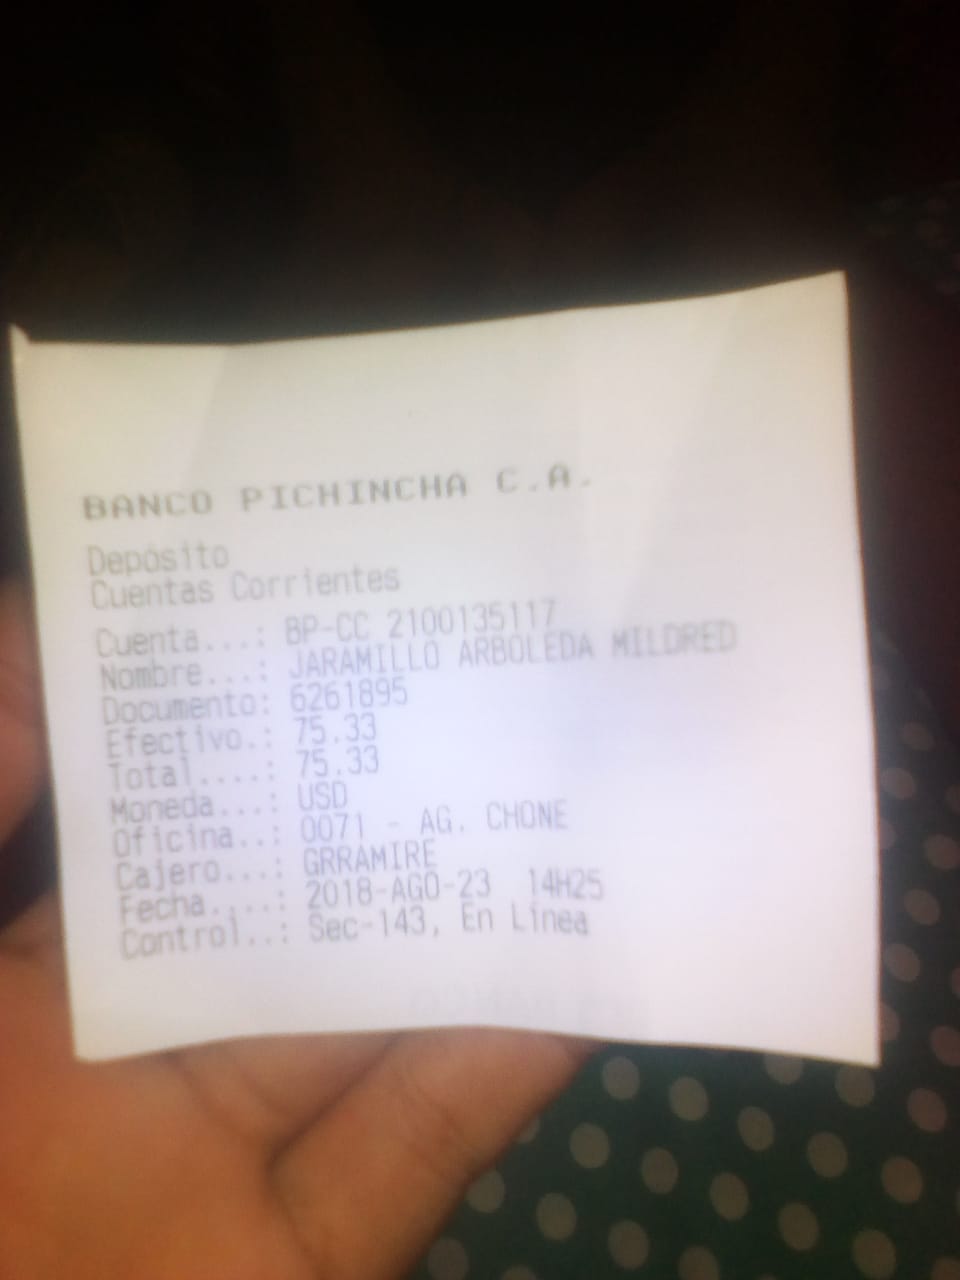 BANCO PICHINCHA C.A.
Depósito
Cuentas Corrientes
Cuenta...: BP-CC 2100135117
Nombre...: JARAMILLO ARBOLEDA MILDRED
Documento: 6261895
Efectivo.: 75.33
Total....: 75.33
Moneda...: USD
Oficina..: 0071 - AG. CHONE
Cajero...: GRRAMIRE
Fecha....: 2018-AGO-23 14H25
Control..: Sec-143, En Línea